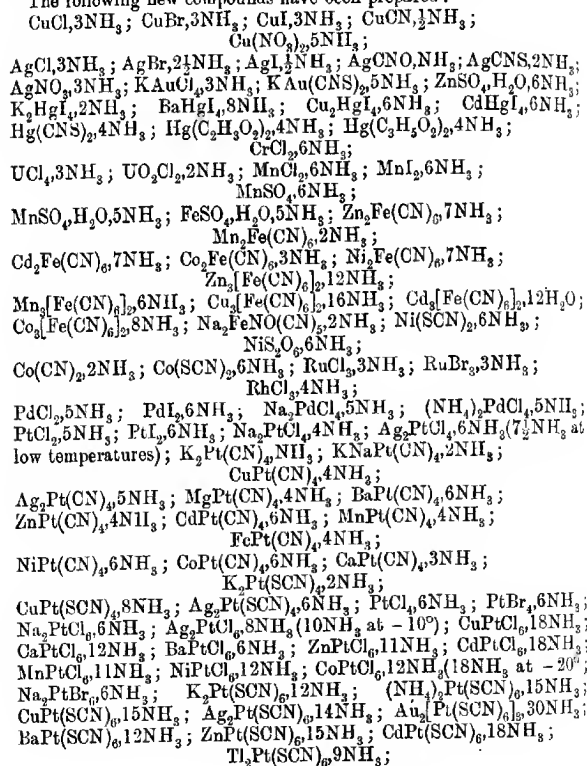 The following new compounds have been prepared:
CuCl,3NH₃; CuBr,3NH₃; CuI,3NH₃; CuCN,½NH₃;
Cu(NO₃)₂,5NH₃;
AgCl,3NH₃; AgBr,2½NH₃; AgI,½NH₃; AgCNO,NH₃; AgCNS,2NH₃;
AgNO₃,3NH₃; KAuCl₄,3NH₃; KAu(CNS)₂,5NH₃; ZnSO₄,H₂O,6NH₃;
K₂HgI₄,2NH₃; BaHgI₄,8NH₃; Cu₂HgI₄,6NH₃; CdHgI₄,6NH₃;
Hg(CNS)₂,4NH₃; Hg(C₂H₃O₂)₂,4NH₃; Hg(C₃H₅O₂)₂,4NH₃;
CrCl₂,6NH₃;
UCl₄,3NH₃; UO₂Cl₂,2NH₃; MnCl₂,6NH₃; MnI₂,6NH₃;
MnSO₄,6NH₃;
MnSO₄,H₂O,5NH₃; FeSO₄,H₂O,5NH₃; Zn₂Fe(CN)₆,7NH₃;
Mn₂Fe(CN)₆,2NH₃;
Cd₂Fe(CN)₆,7NH₃; Co₂Fe(CN)₆,3NH₃; Ni₂Fe(CN)₆,7NH₃;
Zn₃[Fe(CN)₆]₂,12NH₃;
Mn₃[Fe(CN)₆]₂,6NH₃; Cu₃[Fe(CN)₆]₂,16NH₃; Cd₃[Fe(CN)₆]₂,12H₂O;
Co₃[Fe(CN)₆]₂,8NH₃; Na₂FeNO(CN)₅,2NH₃; Ni(SCN)₂,6NH₃,;
NiS₂O₆,6NH₃;
Co(CN)₂,2NH₃; Co(SCN)₂,6NH₃; RuCl₃,3NH₃; RuBr₃,3NH₃;
RhCl₃,4NH₃;
PdCl₂,5NH₃; PdI₂,6NH₃; Na₂PdCl₄,5NH₃; (NH₄)₂PdCl₄,5NH₃;
PtCl₂,5NH₃; PtI₂,6NH₃; Na₂PtCl₄,4NH₃; Ag₂PtCl₄,6NH₃(7½NH₃ at
low temperatures); K₂Pt(CN)₄,NH₃; KNaPt(CN)₄,2NH₃;
CuPt(CN)₄,4NH₃;
Ag₂Pt(CN)₄,5NH₃; MgPt(CN)₄,4NH₃; BaPt(CN)₄,6NH₃;
ZnPt(CN)₄,4NH₃; CdPt(CN)₄,6NH₃; MnPt(CN)₄,4NH₃;
FePt(CN)₄,4NH₃;
NiPt(CN)₄,6NH₃; CoPt(CN)₄,6NH₃; CaPt(CN)₄,3NH₃;
K₂Pt(SCN)₄,2NH₃;
CuPt(SCN)₄,8NH₃; Ag₂Pt(SCN)₄,6NH₃; PtCl₄,6NH₃; PtBr₄,6NH₃;
Na₂PtCl₆,6NH₃; Ag₂PtCl₆,8NH₃(10NH₃ at −10°); CuPtCl₆,18NH₃;
CaPtCl₆,12NH₃; BaPtCl₆,6NH₃; ZnPtCl₆,11NH₃; CdPtCl₆,18NH₃;
MnPtCl₆,11NH₃; NiPtCl₆,12NH₃; CoPtCl₆,12NH₃(18NH₃ at −20°;
Na₂PtBr₆,6NH₃; K₂Pt(SCN)₆,12NH₃; (NH₄)₂Pt(SCN)₆,15NH₃;
CuPt(SCN)₆,15NH₃; Ag₂Pt(SCN)₆,14NH₃; Au₂[Pt(SCN)₆]₃,30NH₃;
BaPt(SCN)₆,12NH₃; ZnPt(SCN)₆,15NH₃; CdPt(SCN)₆,18NH₃;
Tl₂Pt(SCN)₆,9NH₃;